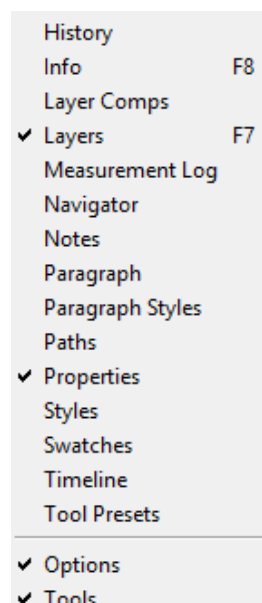 History
Info F8
Layer Comps
Layers F7
Measurement Log
Navigator
Notes
Paragraph
Paragraph Styles
Paths
Properties
Styles
Swatches
Timeline
Tool Presets
Options
Tools